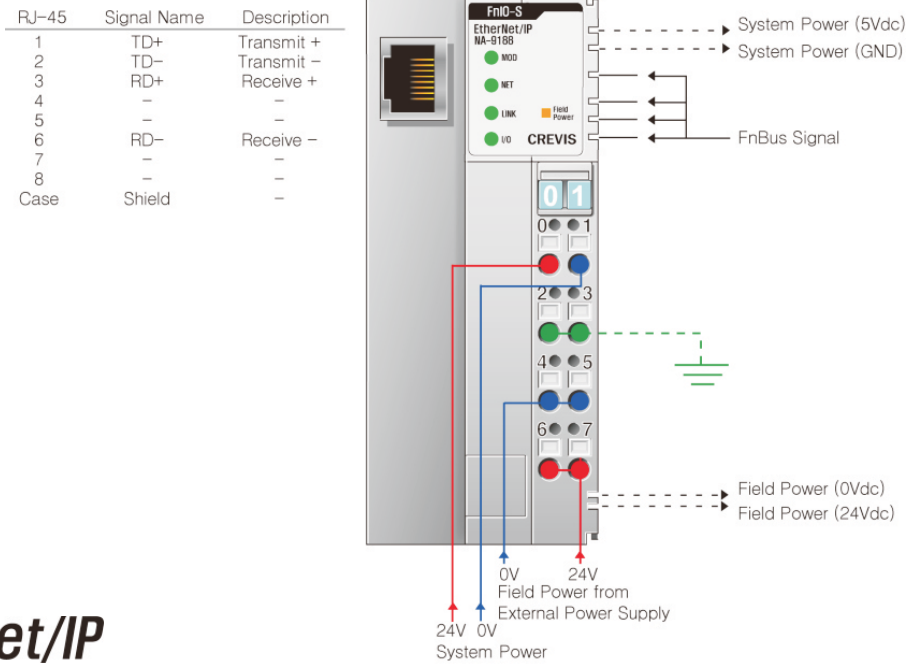 RJ-45 Signal Name Description
1 TD+ Transmit +
2 TD- Transmit -
3 RD+ Receive +
4 - -
5 - -
6 RD- Receive -
7 - -
8 - -
Case Shield -
FnIO-S
EtherNet/IP
NA-9188
MOD
NET
LINK
Field
Power
I/O
CREVIS
System Power (5Vdc)
System Power (GND)
FnBus Signal
0 1
0 1
2 3
4 5
6 7
Field Power (0Vdc)
Field Power (24Vdc)
0V 24V
Field Power from
External Power Supply
24V 0V
System Power
et/IP